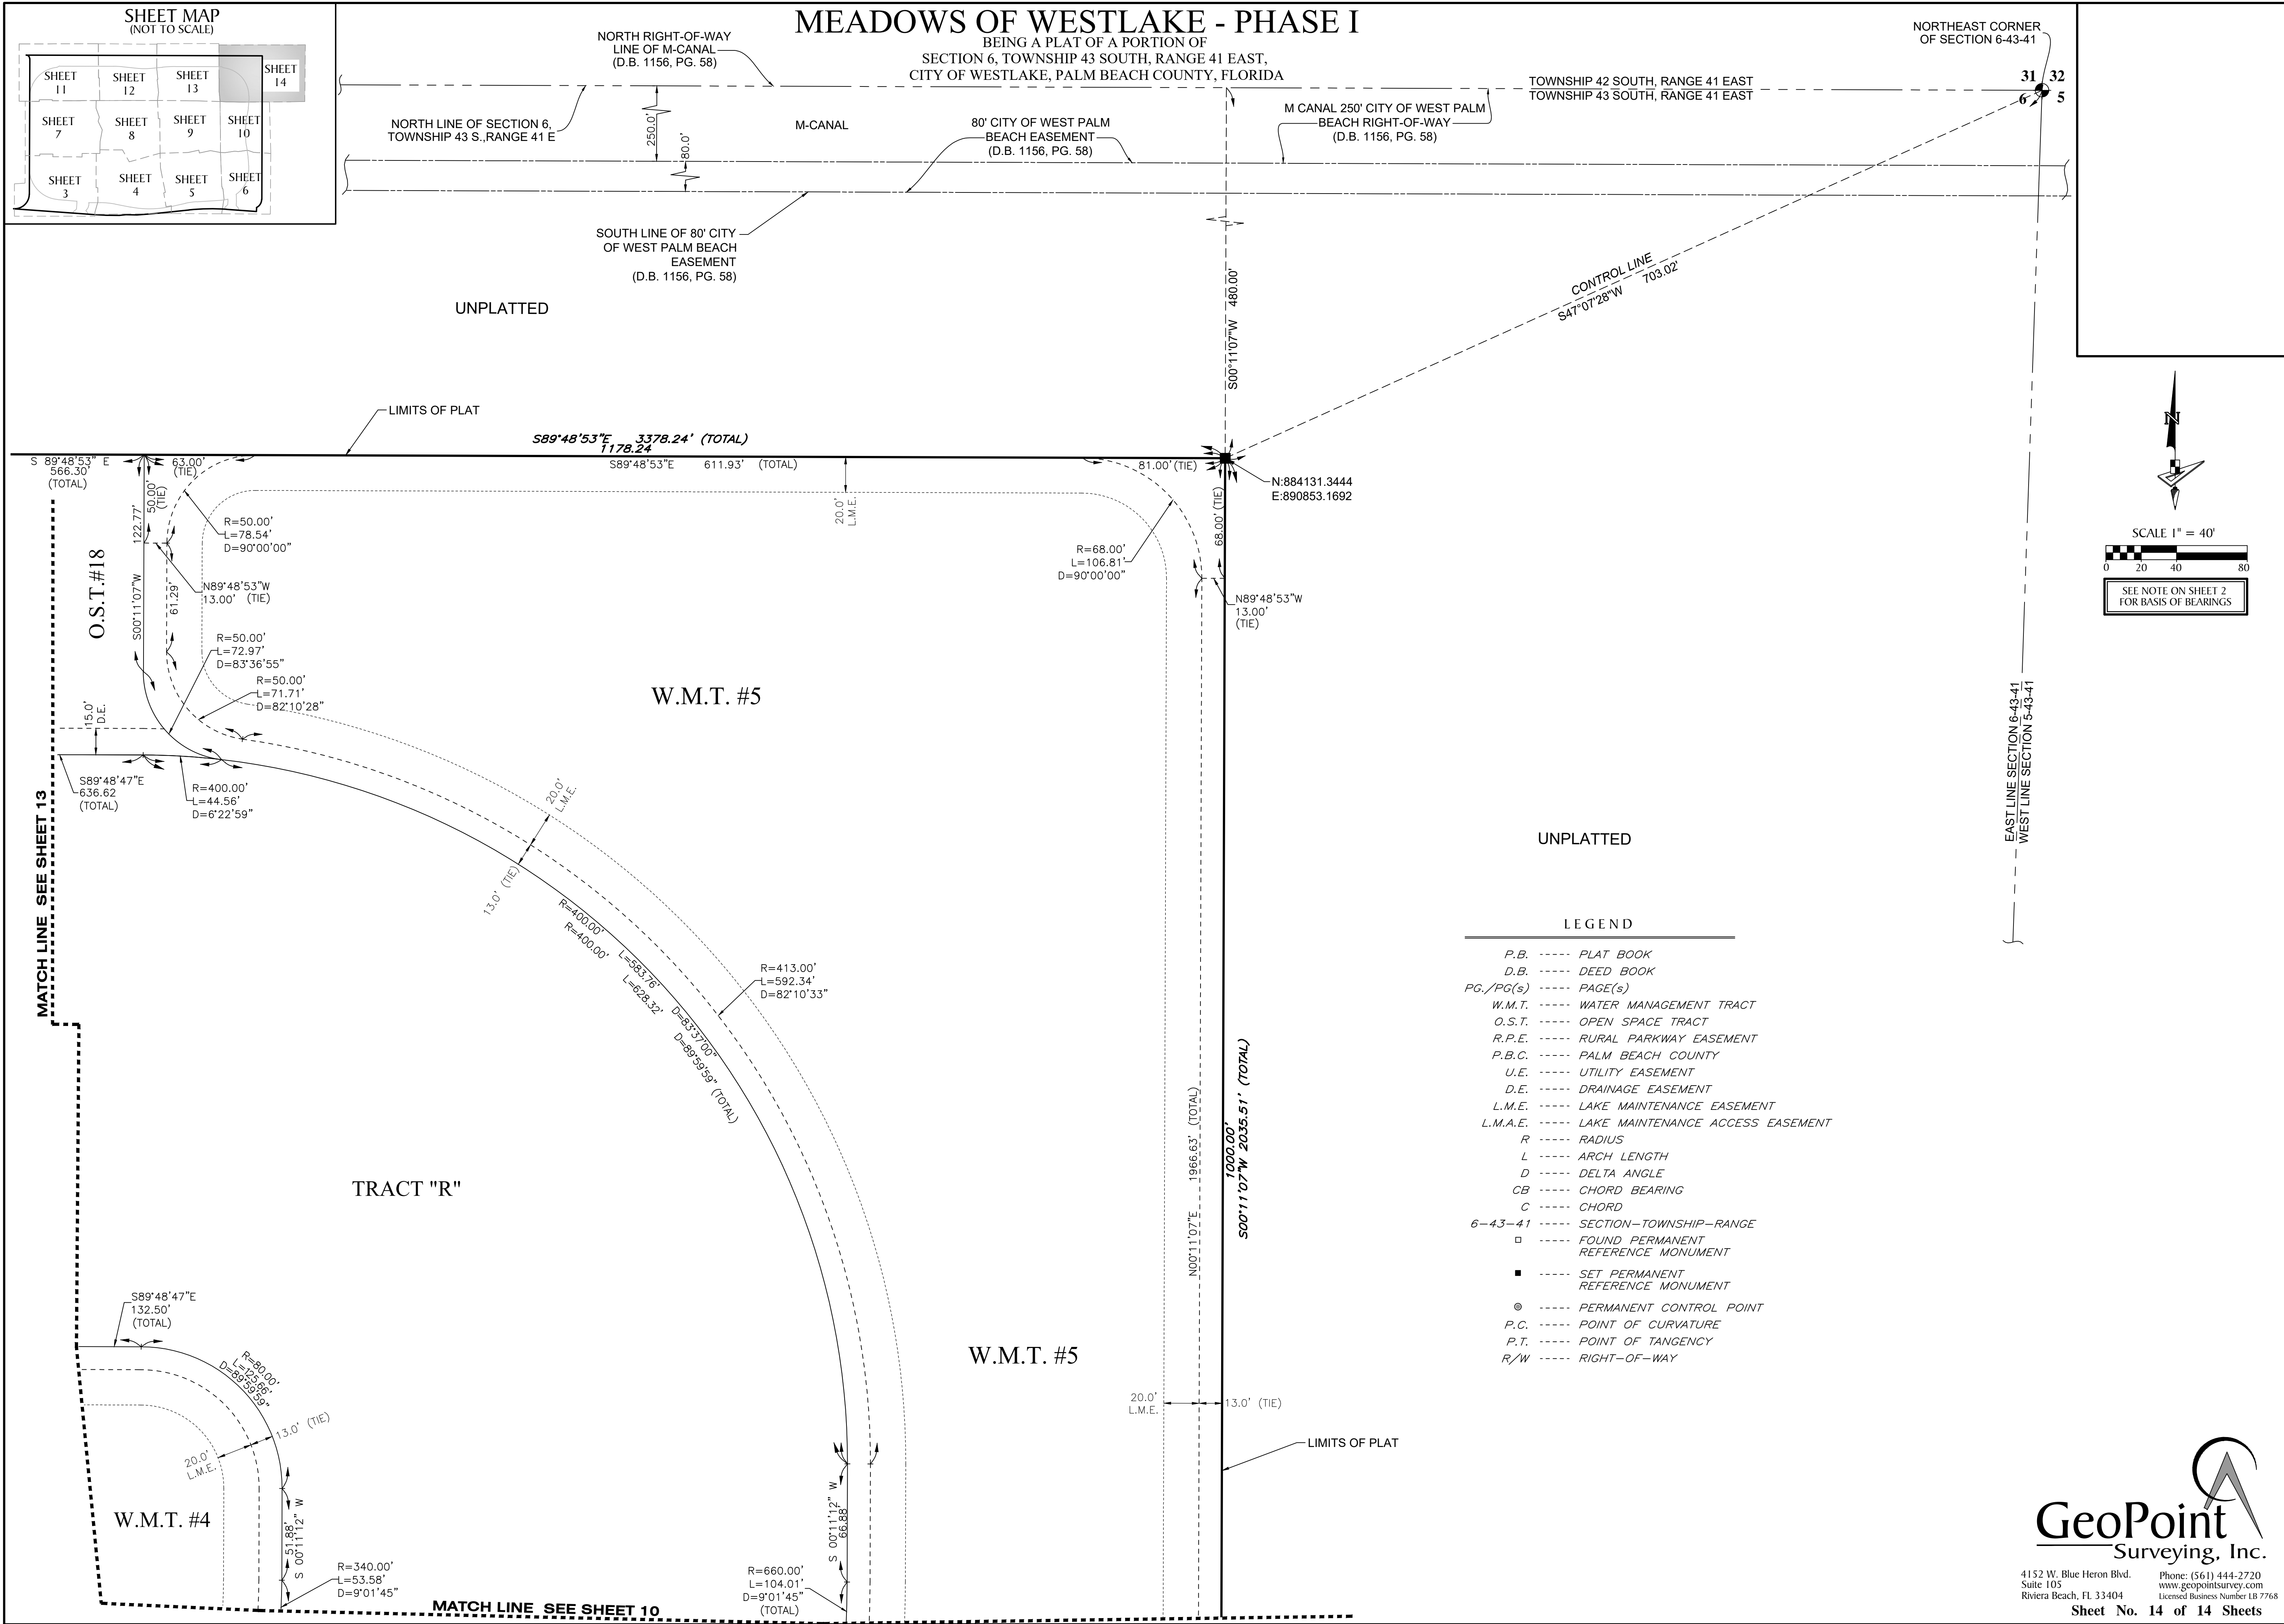 SHEET MAP
(NOT TO SCALE)
SHEET
11
SHEET
12
SHEET
13
SHEET
14
SHEET
7
SHEET
8
SHEET
9
SHEET
10
SHEET
3
SHEET
4
SHEET
5
SHEET
6
MEADOWS OF WESTLAKE - PHASE I
BEING A PLAT OF A PORTION OF
SECTION 6, TOWNSHIP 43 SOUTH, RANGE 41 EAST,
CITY OF WESTLAKE, PALM BEACH COUNTY, FLORIDA
NORTH RIGHT-OF-WAY
LINE OF M-CANAL
(D.B. 1156, PG. 58)
NORTHEAST CORNER
OF SECTION 6-43-41
TOWNSHIP 42 SOUTH, RANGE 41 EAST
TOWNSHIP 43 SOUTH, RANGE 41 EAST
31 32
6 5
NORTH LINE OF SECTION 6,
TOWNSHIP 43 S.,RANGE 41 E
250.0'
80.0'
M-CANAL
80' CITY OF WEST PALM
BEACH EASEMENT
(D.B. 1156, PG. 58)
M CANAL 250' CITY OF WEST PALM
BEACH RIGHT-OF-WAY
(D.B. 1156, PG. 58)
SOUTH LINE OF 80' CITY
OF WEST PALM BEACH
EASEMENT
(D.B. 1156, PG. 58)
UNPLATTED
S00°11'07"W 480.00'
CONTROL LINE
S47°07'28"W 703.02'
LIMITS OF PLAT
S89°48'53"E 3378.24' (TOTAL)
1178.24
S 89°48'53" E
566.30'
(TOTAL)
63.00'
(TIE)
S89°48'53"E 611.93' (TOTAL)
81.00'(TIE)
N:884131.3444
E:890853.1692
50.00'
(TIE)
122.77'
S00°11'07"W
R=50.00'
L=78.54'
D=90°00'00"
20.0'
L.M.E.
68.00' (TIE)
R=68.00'
L=106.81'
D=90°00'00"
O.S.T.#18
N89°48'53"W
13.00' (TIE)
61.29'
N89°48'53"W
13.00'
(TIE)
R=50.00'
L=72.97'
D=83°36'55"
R=50.00'
L=71.71'
D=82°10'28"
W.M.T. #5
15.0'
D.E.
S89°48'47"E
636.62
(TOTAL)
R=400.00'
L=44.56'
D=6°22'59"
20.0'
L.M.E.
13.0' (TIE)
MATCH LINE SEE SHEET 13
R=400.00' L=583.76' D=83°37'00"
R=400.00' L=628.32' D=89°59'59" (TOTAL)
R=413.00'
L=592.34'
D=82°10'33"
N00°11'07"E 1966.63' (TOTAL)
1000.00'
S00°11'07"W 2035.51' (TOTAL)
TRACT "R"
S89°48'47"E
132.50'
(TOTAL)
R=80.00'
L=125.66'
D=89°59'59"
13.0' (TIE)
20.0'
L.M.E.
W.M.T. #4
51.88'
S 00°11'12" W
R=340.00'
L=53.58'
D=9°01'45"
S 00°11'12" W
66.88'
R=660.00'
L=104.01'
D=9°01'45"
(TOTAL)
MATCH LINE SEE SHEET 10
W.M.T. #5
20.0'
L.M.E.
13.0' (TIE)
LIMITS OF PLAT
UNPLATTED
EAST LINE SECTION 6-43-41
WEST LINE SECTION 5-43-41
N
SCALE 1" = 40'
0 20 40 80
SEE NOTE ON SHEET 2
FOR BASIS OF BEARINGS
LEGEND
P.B. ----- PLAT BOOK
D.B. ----- DEED BOOK
PG./PG(s) ----- PAGE(s)
W.M.T. ----- WATER MANAGEMENT TRACT
O.S.T. ----- OPEN SPACE TRACT
R.P.E. ----- RURAL PARKWAY EASEMENT
P.B.C. ----- PALM BEACH COUNTY
U.E. ----- UTILITY EASEMENT
D.E. ----- DRAINAGE EASEMENT
L.M.E. ----- LAKE MAINTENANCE EASEMENT
L.M.A.E. ----- LAKE MAINTENANCE ACCESS EASEMENT
R ----- RADIUS
L ----- ARCH LENGTH
D ----- DELTA ANGLE
CB ----- CHORD BEARING
C ----- CHORD
6-43-41 ----- SECTION-TOWNSHIP-RANGE
□ ----- FOUND PERMANENT
REFERENCE MONUMENT
■ ----- SET PERMANENT
REFERENCE MONUMENT
◎ ----- PERMANENT CONTROL POINT
P.C. ----- POINT OF CURVATURE
P.T. ----- POINT OF TANGENCY
R/W ----- RIGHT-OF-WAY
GeoPoint
Surveying, Inc.
4152 W. Blue Heron Blvd. Phone: (561) 444-2720
Suite 105 www.geopointsurvey.com
Riviera Beach, FL 33404 Licensed Business Number LB 7768
Sheet No. 14 of 14 Sheets